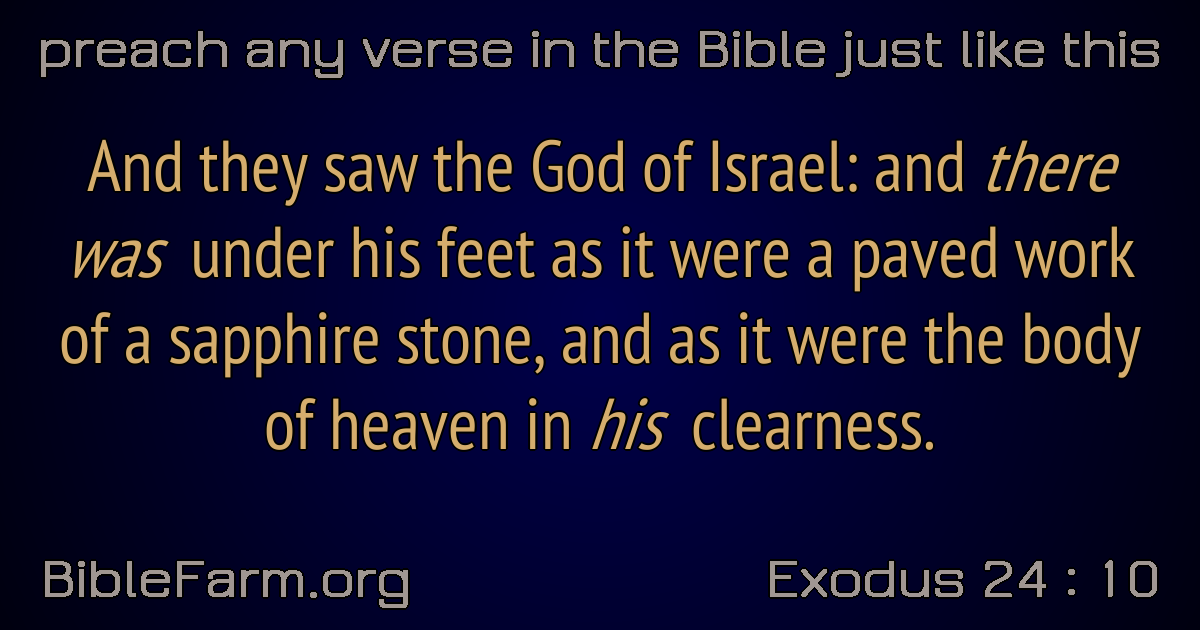 preach any verse in the Bible just like this
And they saw the God of Israel: and there
was under his feet as it were a paved work
of a sapphire stone, and as it were the body
of heaven in his clearness.
BibleFarm.org
Exodus 24 : 10